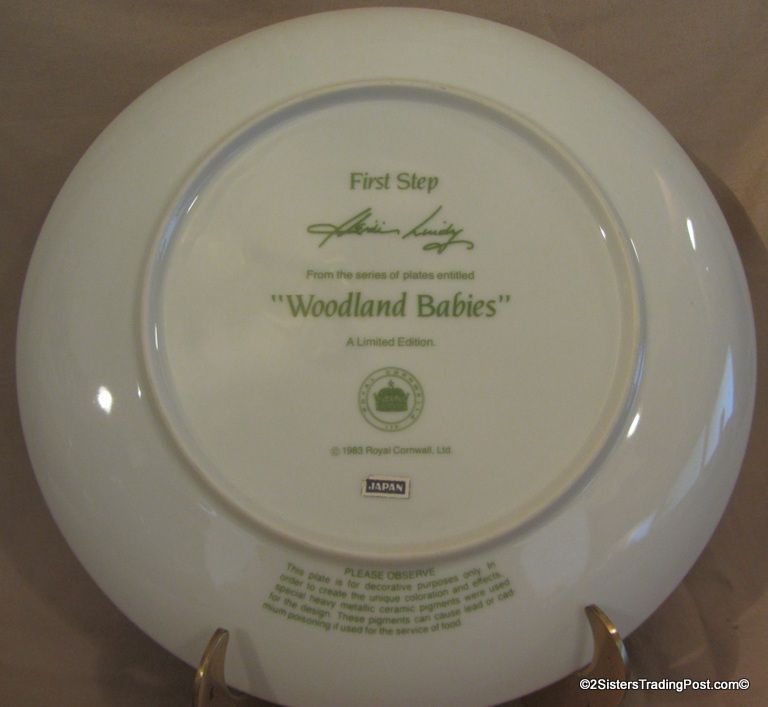 First Step
From the series of plates entitled
"Woodland Babies"
A Limited Edition.
ROYAL CORNWALL
© 1983 Royal Cornwall, Ltd.
JAPAN
PLEASE OBSERVE
This plate is for decorative purposes only. In
order to create the unique coloration and effects,
special heavy metallic ceramic pigments were used
for the design. These pigments can cause lead or cad-
mium poisoning if used for the service of food.
©2SistersTradingPost.com©